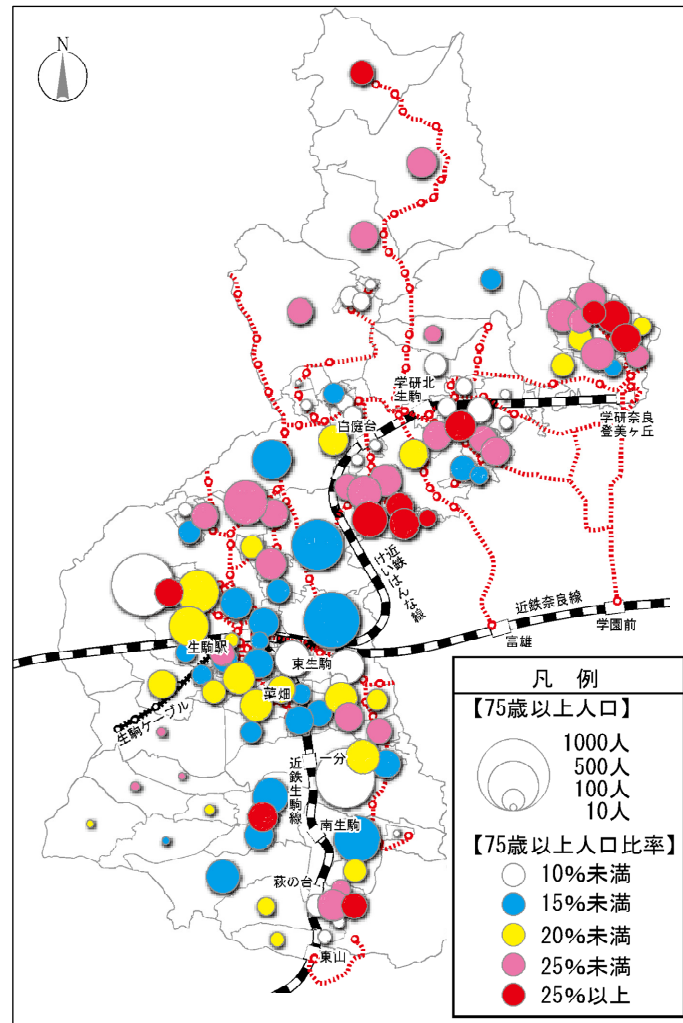 N
学研北
生駒
白庭台
学研奈良
登美ヶ丘
近鉄
けいはんな線
近鉄奈良線
生駒駅
富雄
学園前
東生駒
菜畑
生駒ケーブル
一分
近鉄生駒線
南生駒
萩の台
東山
凡 例
【75歳以上人口】
1000人
500人
100人
10人
【75歳以上人口比率】
10%未満
15%未満
20%未満
25%未満
25%以上